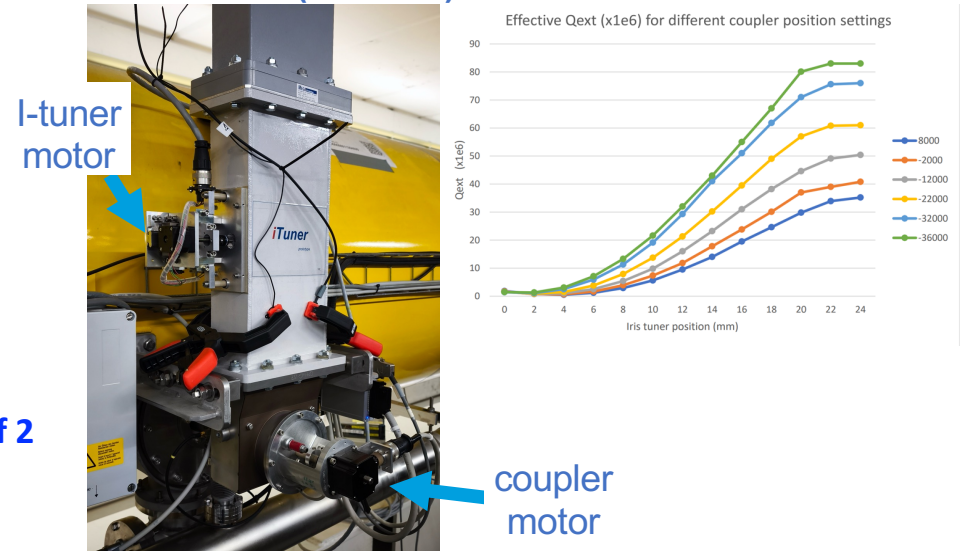 I-tuner
motor
iTuner
f 2
coupler
motor
Effective Qext (x1e6) for different coupler position settings
Qext (x1e6)
90
80
70
60
50
40
30
20
10
0
0 2 4 6 8 10 12 14 16 18 20 22 24
Iris tuner position (mm)
8000
-2000
-12000
-22000
-32000
-36000